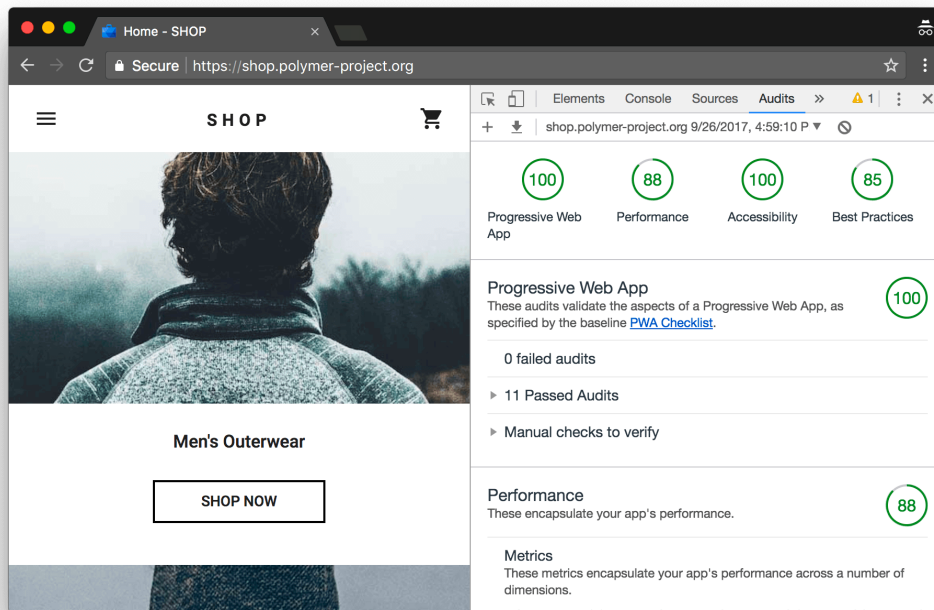 Home - SHOP
Secure https://shop.polymer-project.org
SHOP
Men's Outerwear
SHOP NOW
Elements Console Sources Audits » 1
shop.polymer-project.org 9/26/2017, 4:59:10 P
100 88 100 85
Progressive Web App Performance Accessibility Best Practices
Progressive Web App
100
These audits validate the aspects of a Progressive Web App, as
specified by the baseline PWA Checklist.
0 failed audits
11 Passed Audits
Manual checks to verify
Performance
88
These encapsulate your app's performance.
Metrics
These metrics encapsulate your app's performance across a number of
dimensions.